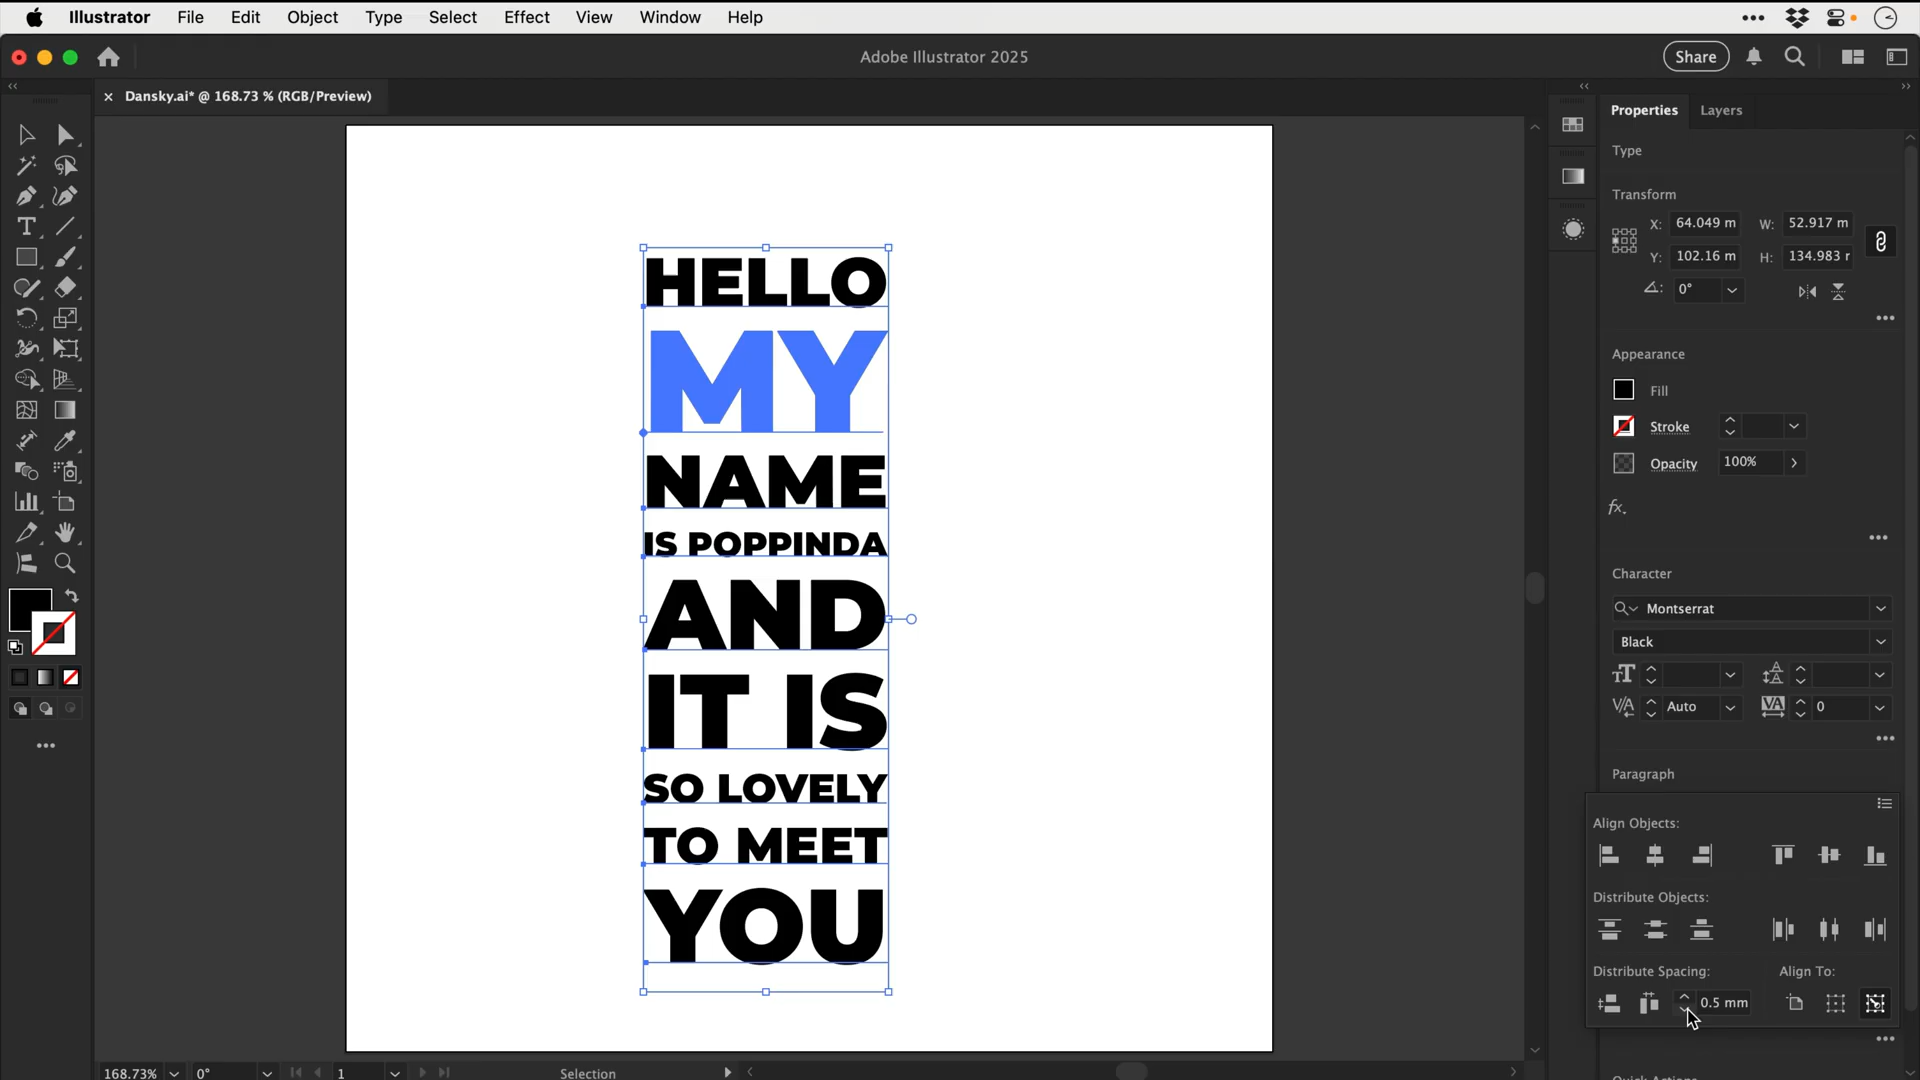 Illustrator File Edit Object Type Select Effect View Window Help
Adobe Illustrator 2025
Share
Dansky.ai* @ 168.73 % (RGB/Preview)
HELLO
MY
NAME
IS POPPINDA
AND
IT IS
SO LOVELY
TO MEET
YOU
168.73% 0° 1 Selection
Properties Layers
Type
Transform
X: 64.049 m W: 52.917 m
Y: 102.16 m H: 134.983 r
0°
Appearance
Fill
Stroke
Opacity 100%
fx.
Character
Montserrat
Black
Auto 0
Paragraph
Align Objects:
Distribute Objects:
Distribute Spacing: Align To:
0.5 mm